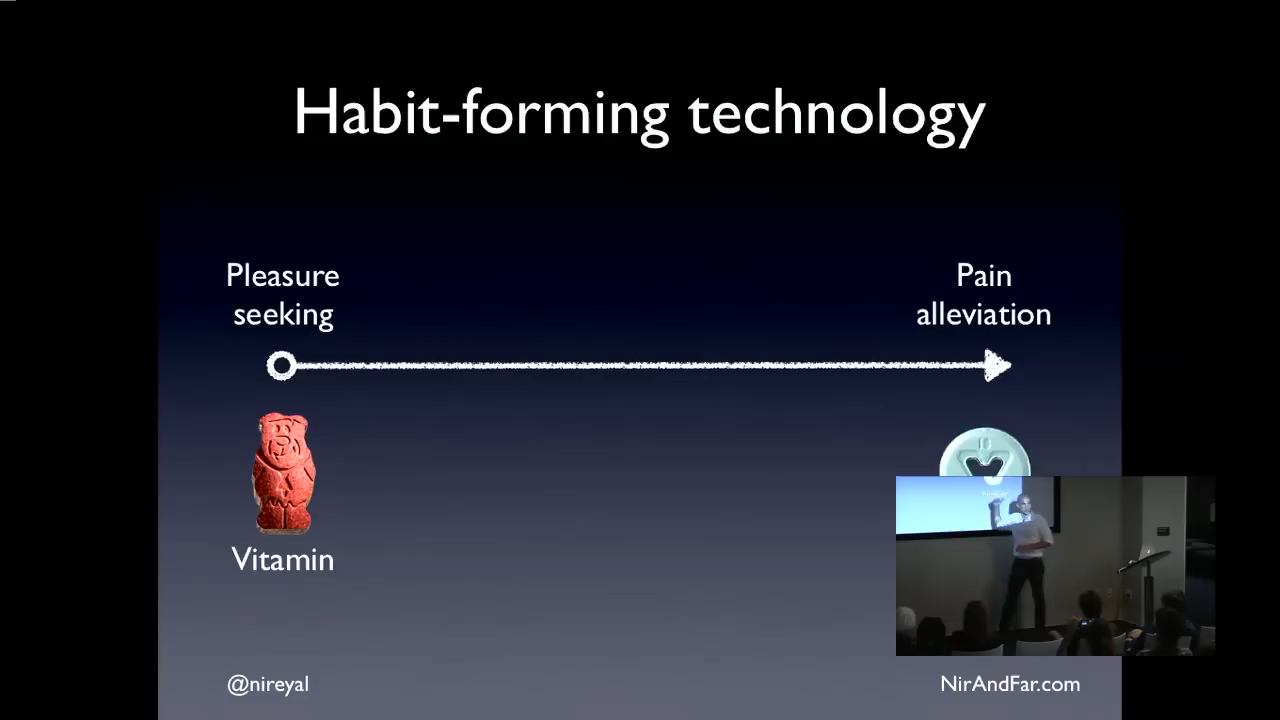 Habit-forming technology
Pleasure
seeking
Pain
alleviation
Vitamin
@nireyal
NirAndFar.com